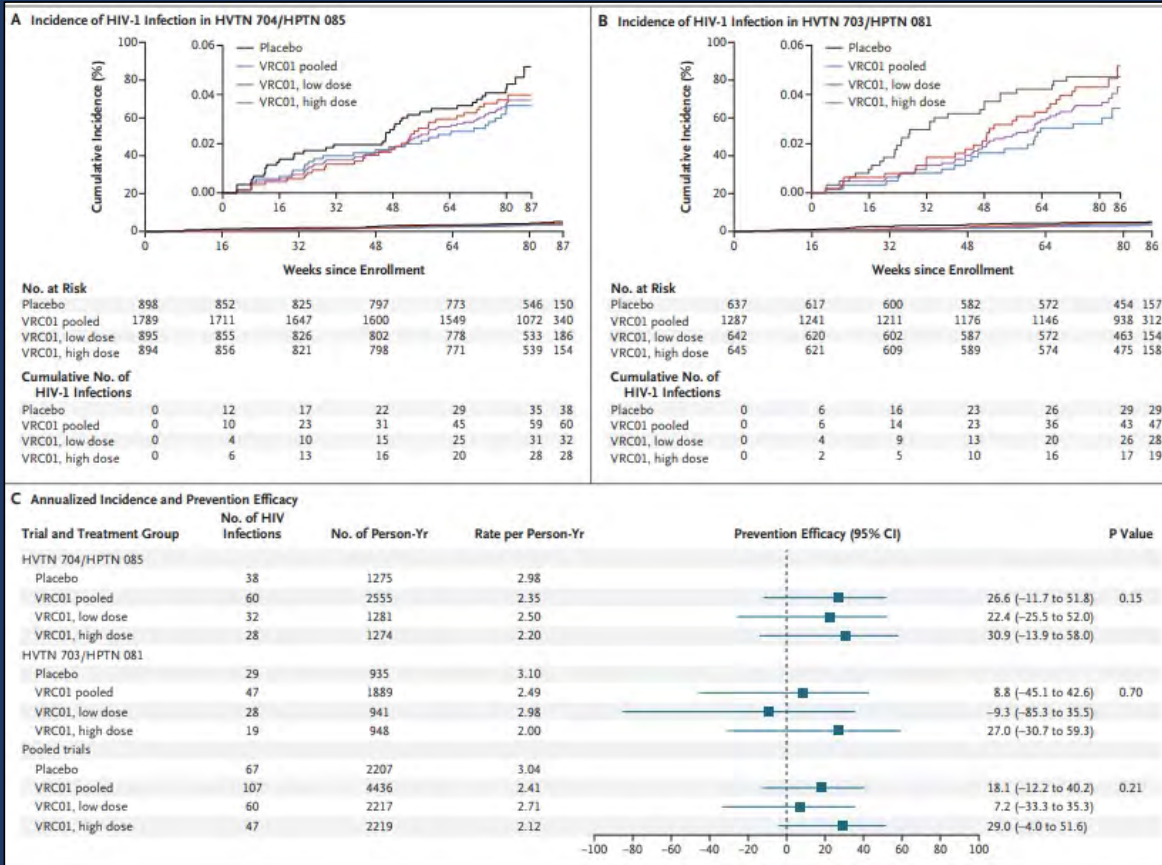 A Incidence of HIV-1 Infection in HVTN 704/HPTN 085
Cumulative Incidence (%)
100
80
60
40
20
0
0.06
0.04
0.02
0.00
Placebo
VRC01 pooled
VRC01, low dose
VRC01, high dose
0 16 32 48 64 80 87
0 16 32 48 64 80 87
Weeks since Enrollment
No. at Risk
Placebo 898 852 825 797 773 546 150
VRC01 pooled 1789 1711 1647 1600 1549 1072 340
VRC01, low dose 895 855 826 802 778 533 186
VRC01, high dose 894 856 821 798 771 539 154
Cumulative No. of
HIV-1 Infections
Placebo 0 12 17 22 29 35 38
VRC01 pooled 0 10 23 31 45 59 60
VRC01, low dose 0 4 10 15 25 31 32
VRC01, high dose 0 6 13 16 20 28 28
B Incidence of HIV-1 Infection in HVTN 703/HPTN 081
Cumulative Incidence (%)
100
80
60
40
20
0
0.06
0.04
0.02
0.00
Placebo
VRC01 pooled
VRC01, low dose
VRC01, high dose
0 16 32 48 64 80 86
0 16 32 48 64 80 86
Weeks since Enrollment
No. at Risk
Placebo 637 617 600 582 572 454 157
VRC01 pooled 1287 1241 1211 1176 1146 938 312
VRC01, low dose 642 620 602 587 572 463 154
VRC01, high dose 645 621 609 589 574 475 158
Cumulative No. of
HIV-1 Infections
Placebo 0 6 16 23 26 29 29
VRC01 pooled 0 6 14 23 36 43 47
VRC01, low dose 0 4 9 13 20 26 28
VRC01, high dose 0 2 5 10 16 17 19
C Annualized Incidence and Prevention Efficacy
Trial and Treatment Group No. of HIV Infections No. of Person-Yr Rate per Person-Yr Prevention Efficacy (95% CI) P Value
HVTN 704/HPTN 085
Placebo 38 1275 2.98
VRC01 pooled 60 2555 2.35 26.6 (–11.7 to 51.8) 0.15
VRC01, low dose 32 1281 2.50 22.4 (–25.5 to 52.0)
VRC01, high dose 28 1274 2.20 30.9 (–13.9 to 58.0)
HVTN 703/HPTN 081
Placebo 29 935 3.10
VRC01 pooled 47 1889 2.49 8.8 (–45.1 to 42.6) 0.70
VRC01, low dose 28 941 2.98 –9.3 (–85.3 to 35.5)
VRC01, high dose 19 948 2.00 27.0 (–30.7 to 59.3)
Pooled trials
Placebo 67 2207 3.04
VRC01 pooled 107 4436 2.41 18.1 (–12.2 to 40.2) 0.21
VRC01, low dose 60 2217 2.71 7.2 (–33.3 to 35.3)
VRC01, high dose 47 2219 2.12 29.0 (–4.0 to 51.6)
–100 –80 –60 –40 –20 0 20 40 60 80 100